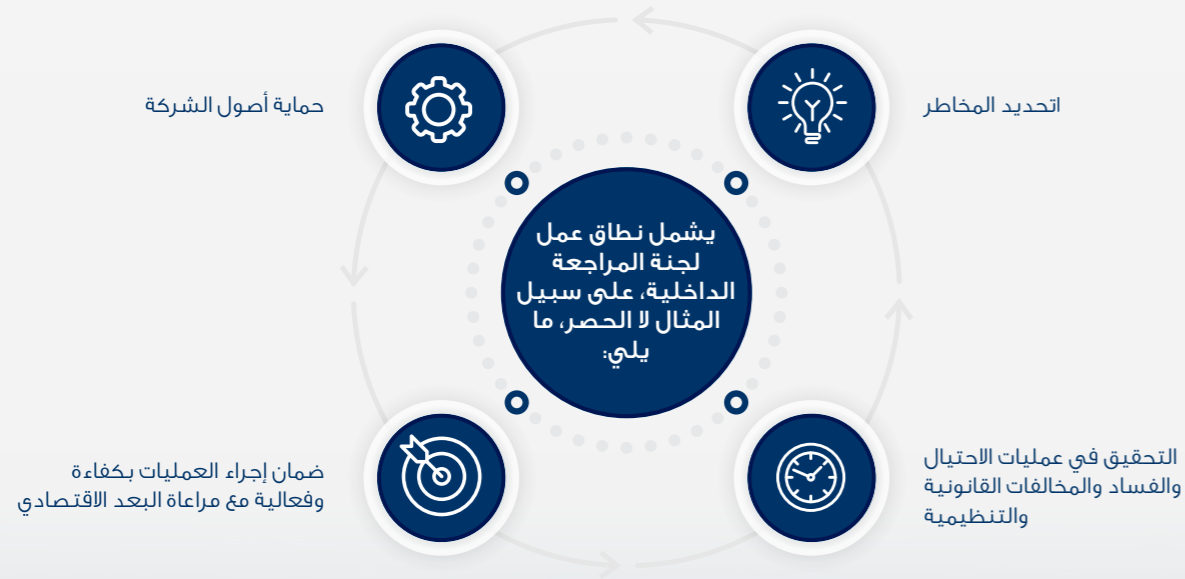 اتحديد المخاطر
حماية أصول الشركة
يشمل نطاق عمل
لجنة المراجعة
الداخلية، على سبيل
المثال لا الحصر، ما
يلي:
التحقيق في عمليات الاحتيال
والفساد والمخالفات القانونية
والتنظيمية
ضمان إجراء العمليات بكفاءة
وفعالية مع مراعاة البعد الاقتصادي